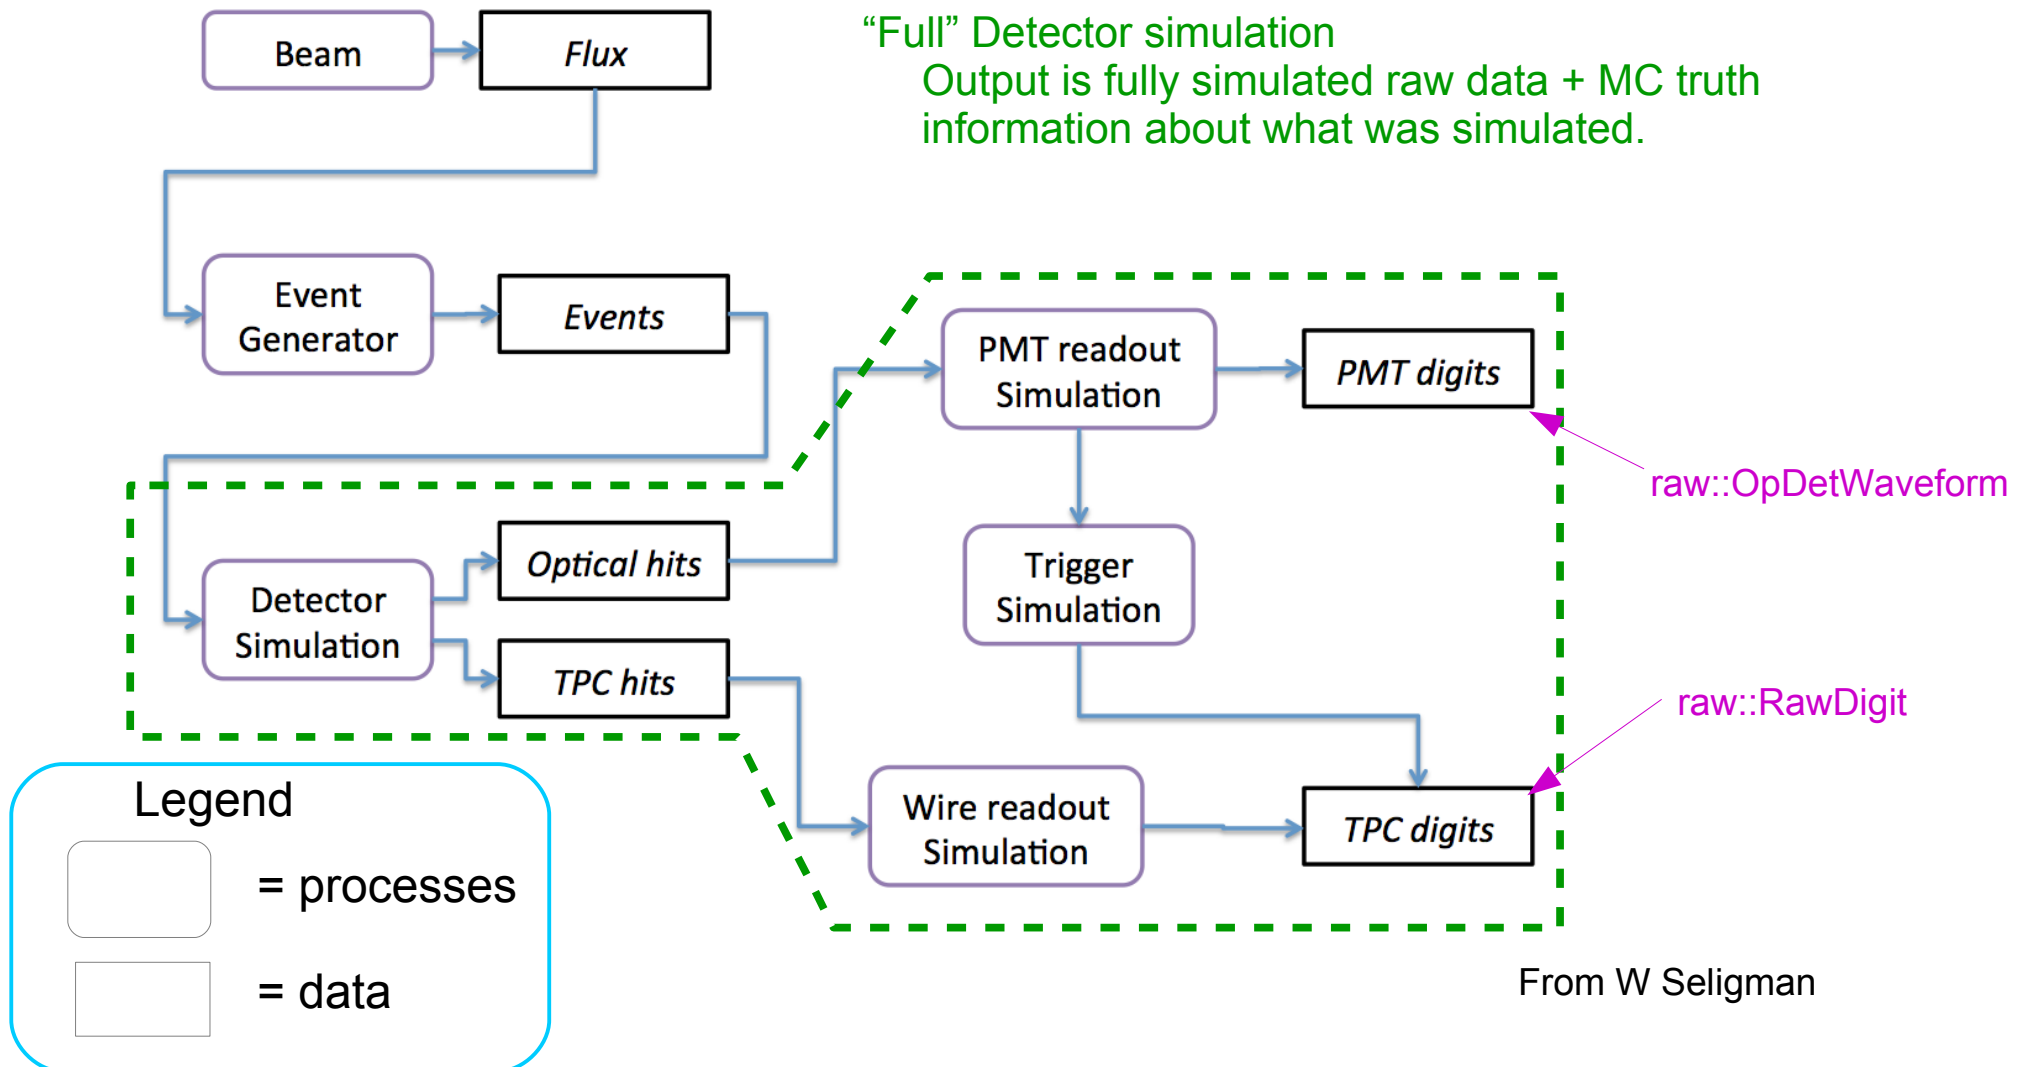 Beam
Flux
“Full” Detector simulation
Output is fully simulated raw data + MC truth
information about what was simulated.
Event
Generator
Events
PMT readout
Simulation
PMT digits
raw::OpDetWaveform
Detector
Simulation
Optical hits
TPC hits
Trigger
Simulation
raw::RawDigit
Wire readout
Simulation
TPC digits
Legend
= processes
= data
From W Seligman